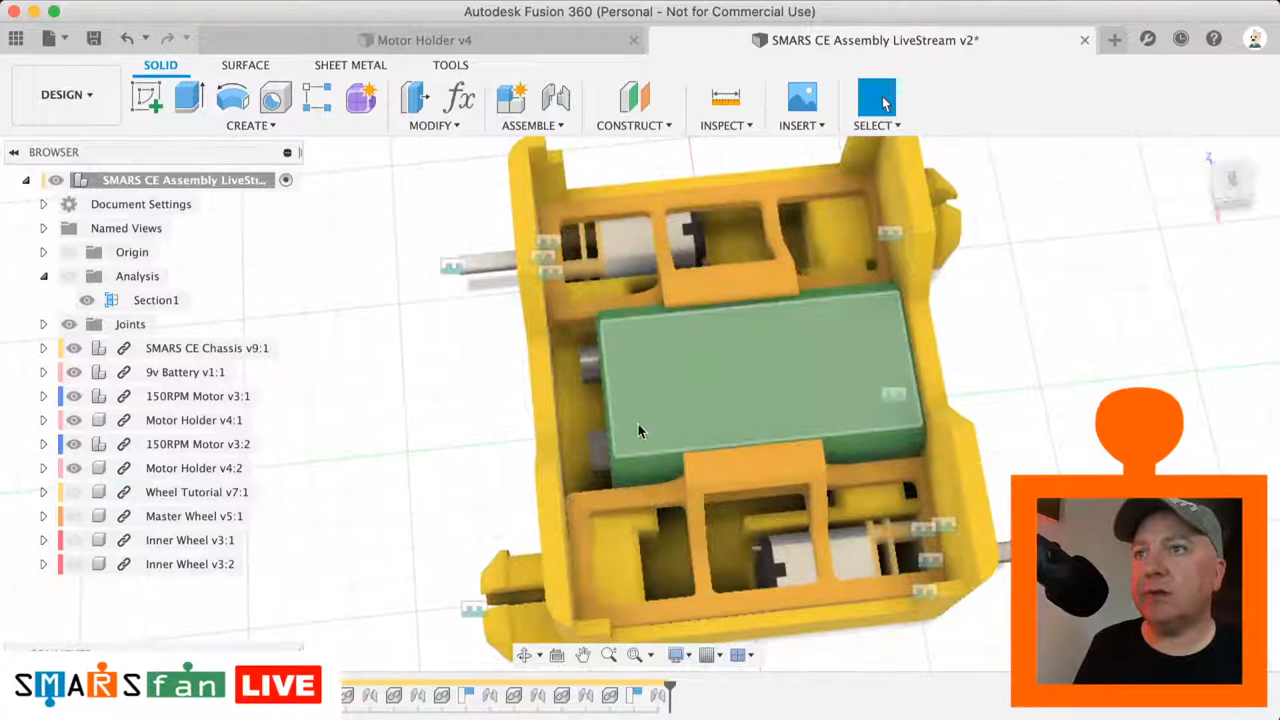 Autodesk Fusion 360 (Personal - Not for Commercial Use)
Motor Holder v4
SMARS CE Assembly LiveStream v2*
SOLID
SURFACE
SHEET METAL
TOOLS
DESIGN
CREATE
MODIFY
ASSEMBLE
CONSTRUCT
INSPECT
INSERT
SELECT
BROWSER
SMARS CE Assembly LiveStr...
Document Settings
Named Views
Origin
Analysis
Section1
Joints
SMARS CE Chassis v9:1
9v Battery v1:1
150RPM Motor v3:1
Motor Holder v4:1
150RPM Motor v3:2
Motor Holder v4:2
Wheel Tutorial v7:1
Master Wheel v5:1
Inner Wheel v3:1
Inner Wheel v3:2
SMARSfan LIVE